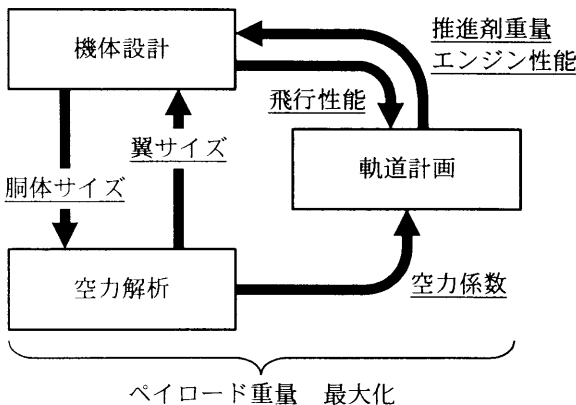 機体設計
推進剤重量
エンジン性能
飛行性能
翼サイズ
軌道計画
胴体サイズ
空力解析
空力係数
ペイロード重量 最大化